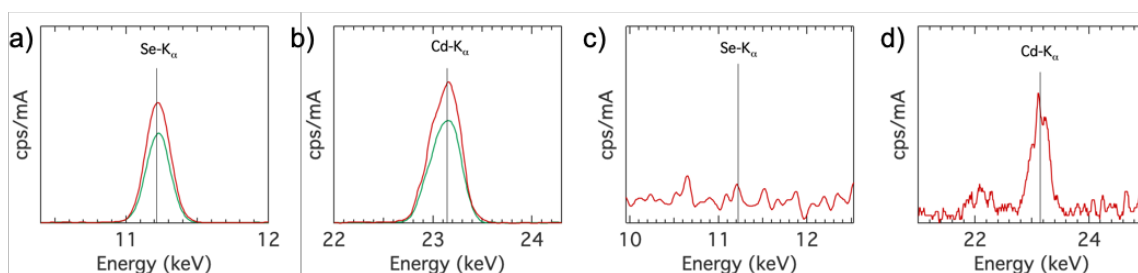 a)
Se-Kα
cps/mA
11
12
Energy (keV)
b)
Cd-Kα
cps/mA
22
23
24
Energy (keV)
c)
Se-Kα
cps/mA
10
11
12
Energy (keV)
d)
Cd-Kα
cps/mA
22
24
Energy (keV)